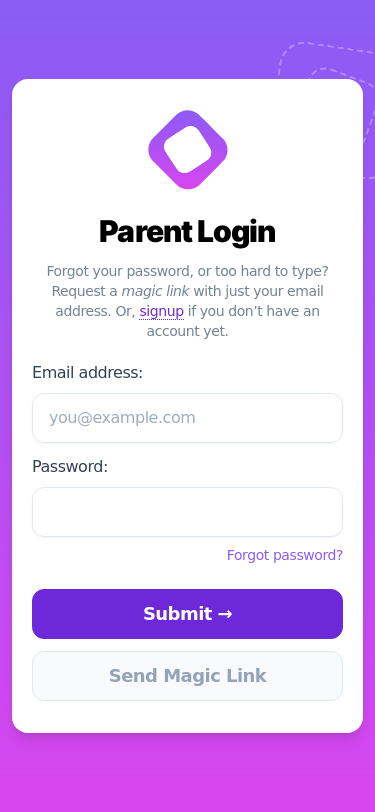 Parent Login
Forgot your password, or too hard to type?
Request a magic link with just your email
address. Or, signup if you don’t have an
account yet.
Email address:
you@example.com
Password:
Forgot password?
Submit →
Send Magic Link